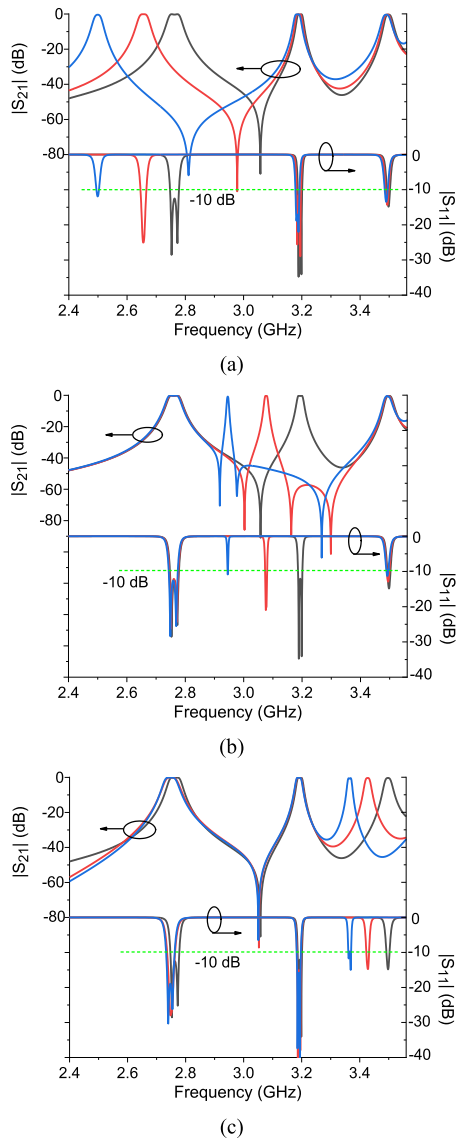 |S21| (dB)
0
-20
-40
-60
-80
0
-10
-20
-30
-40
|S11| (dB)
-10 dB
2.4 2.6 2.8 3.0 3.2 3.4
Frequency (GHz)
(a)
|S21| (dB)
0
-20
-40
-60
-80
0
-10
-20
-30
-40
|S11| (dB)
-10 dB
2.4 2.6 2.8 3.0 3.2 3.4
Frequency (GHz)
(b)
|S21| (dB)
0
-20
-40
-60
-80
0
-10
-20
-30
-40
|S11| (dB)
-10 dB
2.4 2.6 2.8 3.0 3.2 3.4
Frequency (GHz)
(c)